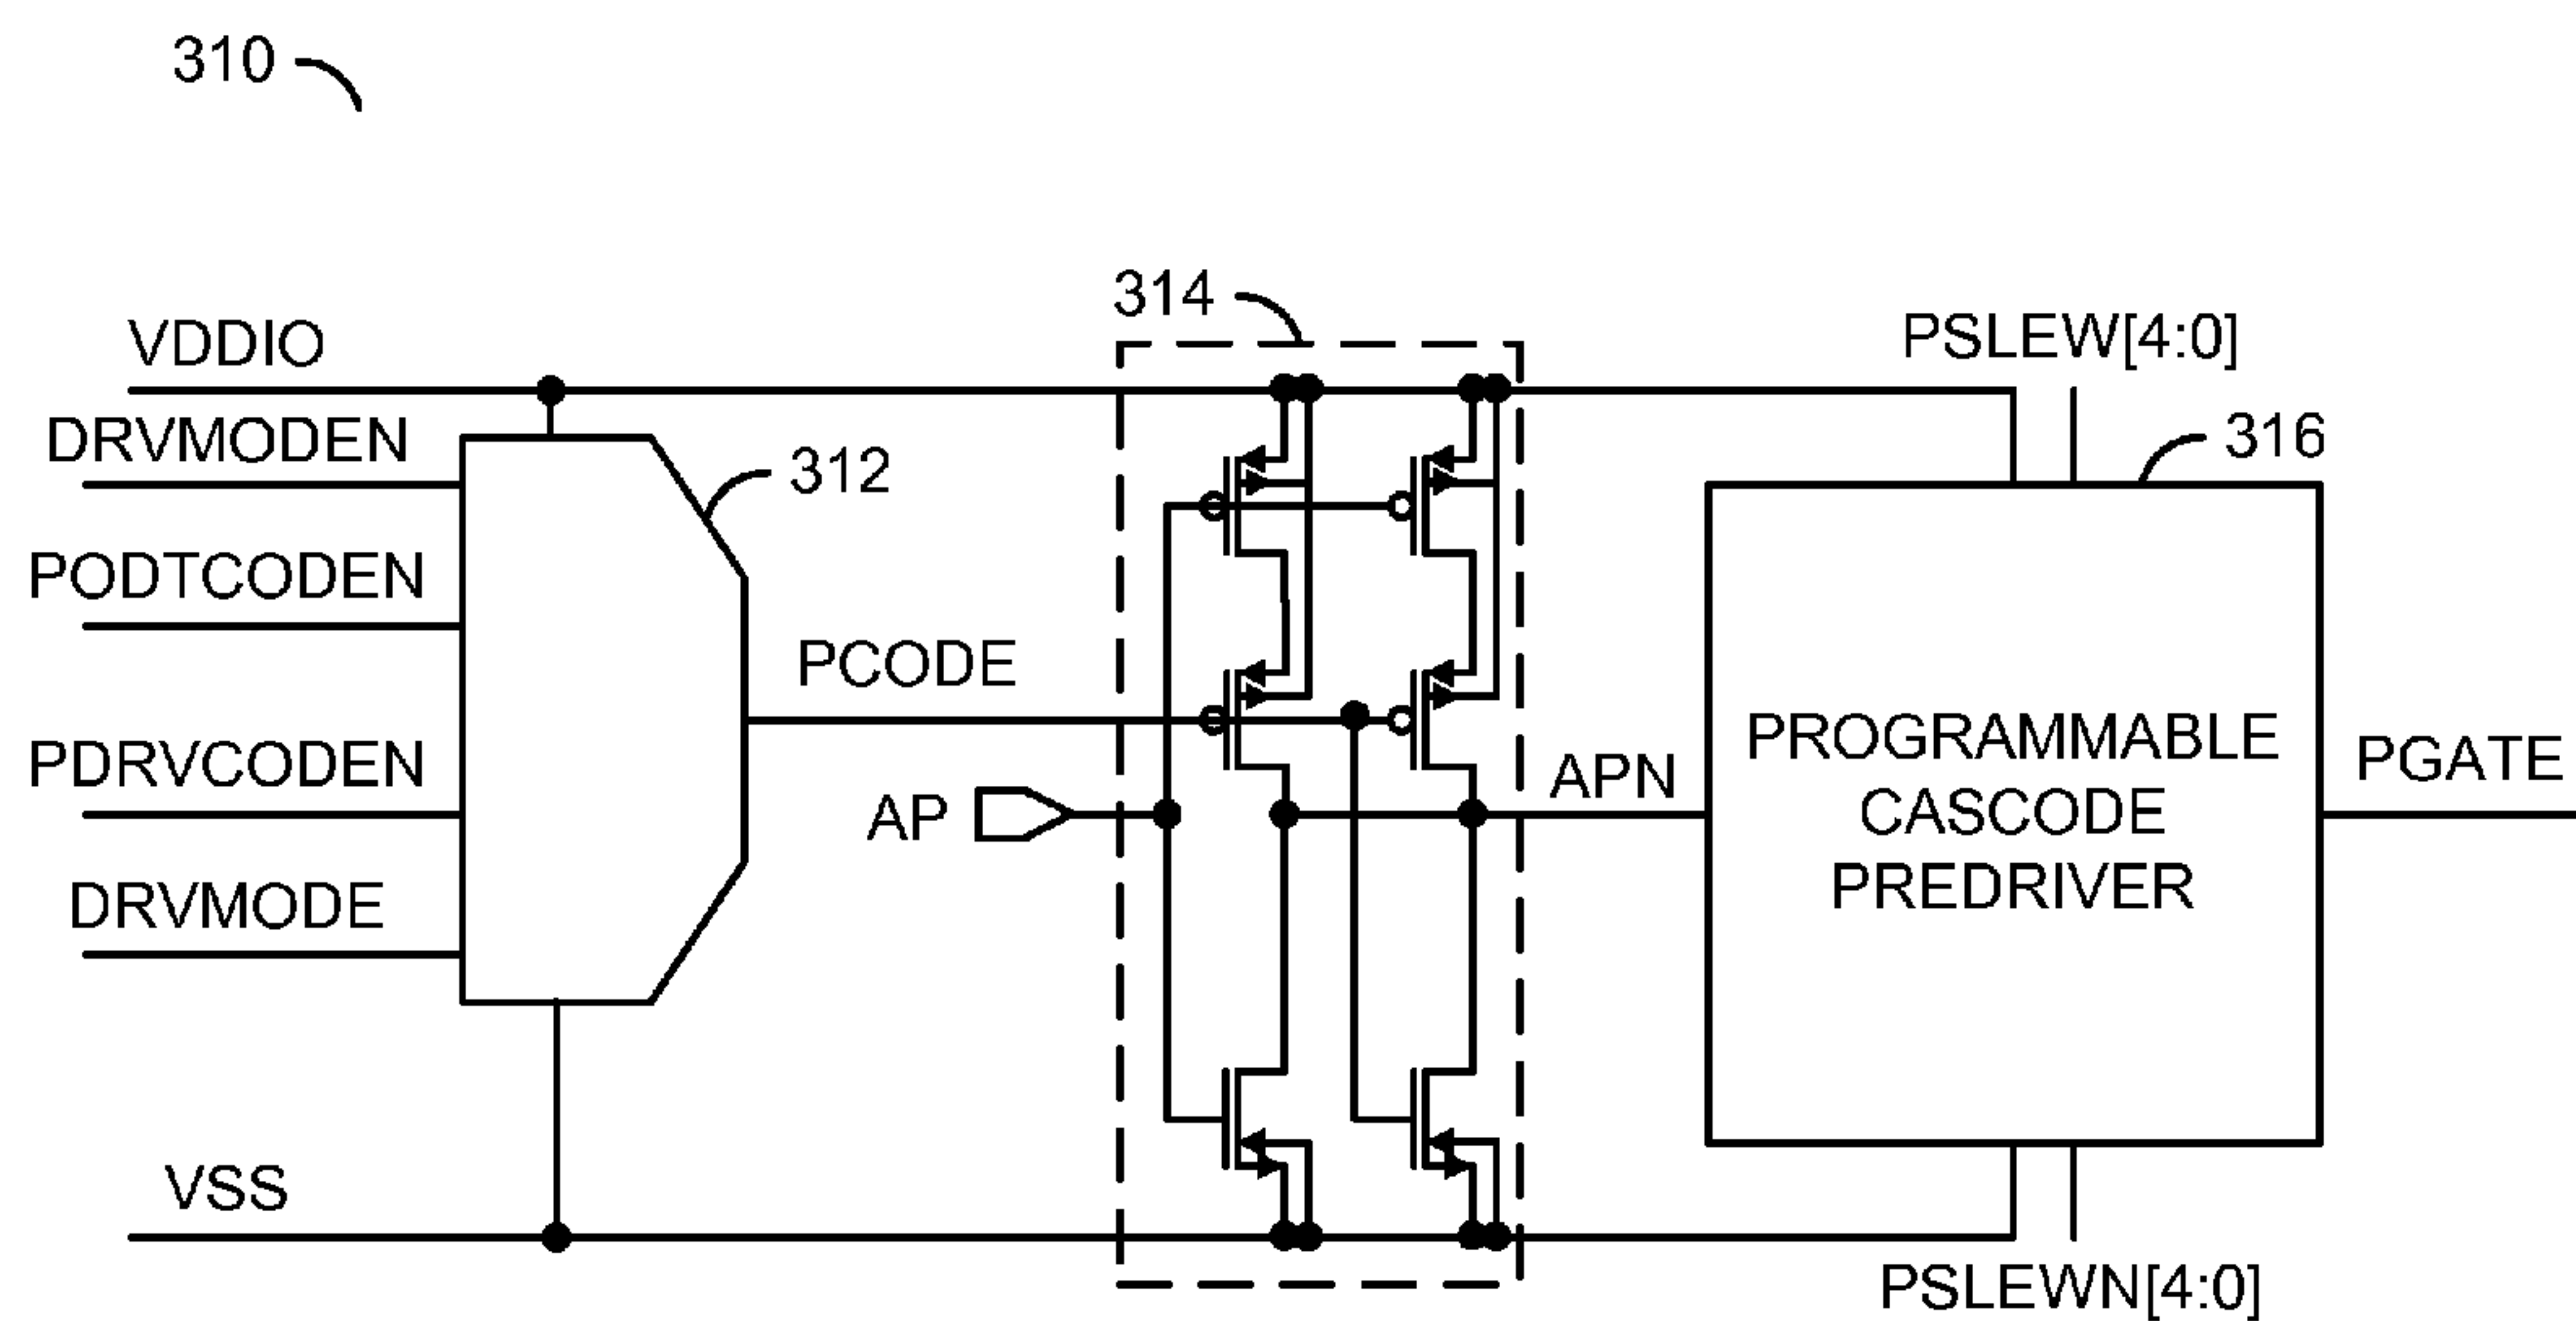 310
314
VDDIO
PSLEW[4:0]
DRVMODEN
312
316
PODTCODEN
PCODE
PDRVCODEN
AP
APN
PROGRAMMABLE
CASCODE
PREDRIVER
PGATE
DRVMODE
VSS
PSLEWN[4:0]